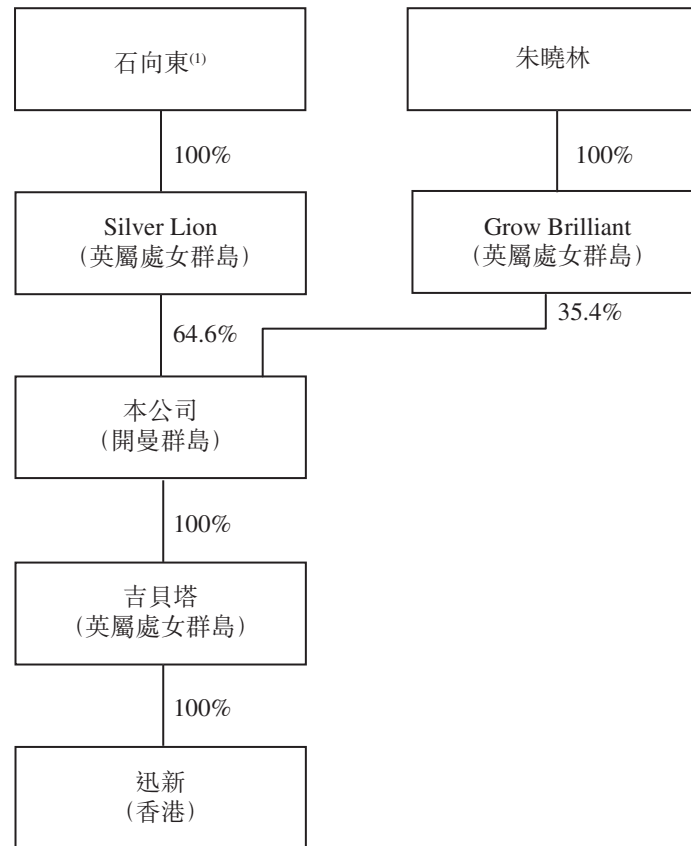 石向東(1)
朱曉林
100%
100%
Silver Lion
(英屬處女群島)
Grow Brilliant
(英屬處女群島)
64.6%
35.4%
本公司
(開曼群島)
100%
吉貝塔
(英屬處女群島)
100%
迅新
(香港)